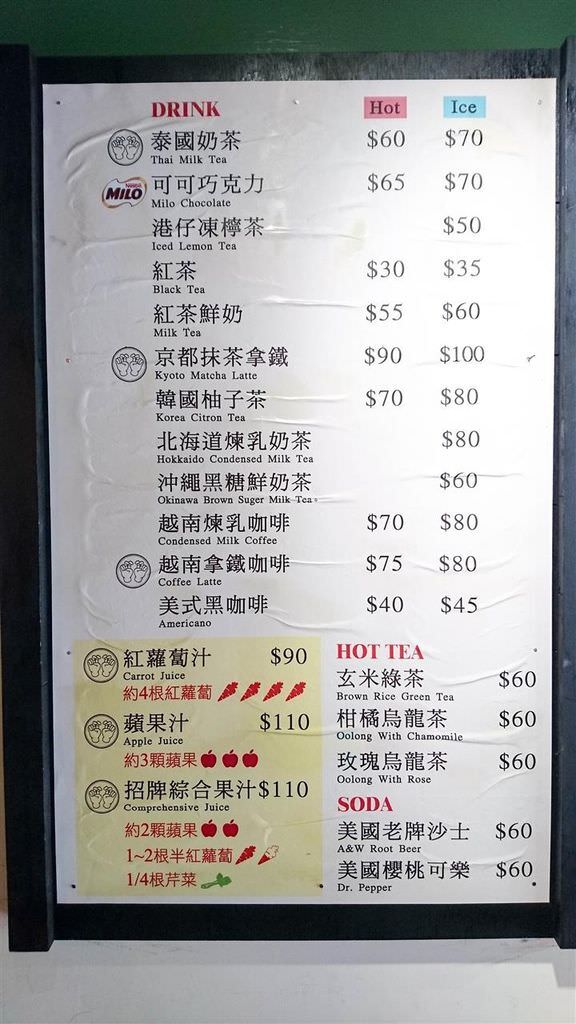 DRINK Hot Ice
泰國奶茶 $60 $70
Thai Milk Tea
Nestlé
MILO
可可巧克力 $65 $70
Milo Chocolate
港仔凍檸茶 $50
Iced Lemon Tea
紅茶 $30 $35
Black Tea
紅茶鮮奶 $55 $60
Milk Tea
京都抹茶拿鐵 $90 $100
Kyoto Matcha Latte
韓國柚子茶 $70 $80
Korea Citron Tea
北海道煉乳奶茶 $80
Hokkaido Condensed Milk Tea
沖繩黑糖鮮奶茶 $60
Okinawa Brown Suger Milk Tea。
越南煉乳咖啡 $70 $80
Condensed Milk Coffee
越南拿鐵咖啡 $75 $80
Coffee Latte
美式黑咖啡 $40 $45
Americano
紅蘿蔔汁 $90
Carrot Juice
約4根紅蘿蔔
蘋果汁 $110
Apple Juice
約3顆蘋果
招牌綜合果汁$110
Comprehensive Juice
約2顆蘋果
1~2根半紅蘿蔔
1/4根芹菜
HOT TEA
玄米綠茶 $60
Brown Rice Green Tea
柑橘烏龍茶 $60
Oolong With Chamomile
玫瑰烏龍茶 $60
Oolong With Rose
SODA
美國老牌沙士 $60
A&W Root Beer
美國櫻桃可樂 $60
Dr. Pepper